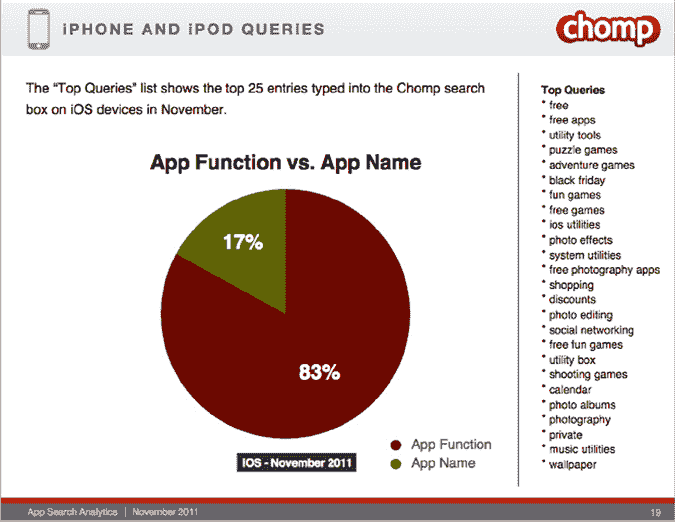 iPHONE AND iPOD QUERIES
chomp
The “Top Queries” list shows the top 25 entries typed into the Chomp search
box on iOS devices in November.
App Function vs. App Name
17%
83%
App Function
App Name
iOS - November 2011
Top Queries
* free
* free apps
* utility tools
* puzzle games
* adventure games
* black friday
* fun games
* free games
* ios utilities
* photo effects
* system utilities
* free photography apps
* shopping
* discounts
* photo editing
* social networking
* free fun games
* utility box
* shooting games
* calendar
* photo albums
* photography
* private
* music utilities
* wallpaper
App Search Analytics | November 2011
19